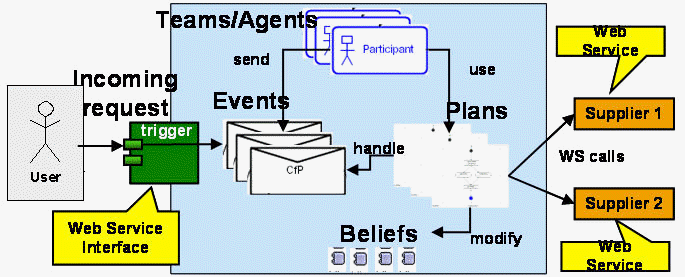 Teams/Agents
Participant
send
use
Web
Service
Incoming
request
Events
Plans
Supplier 1
trigger
handle
WS calls
User
CfP
Supplier 2
Web Service
Interface
Beliefs
modify
Web
Service